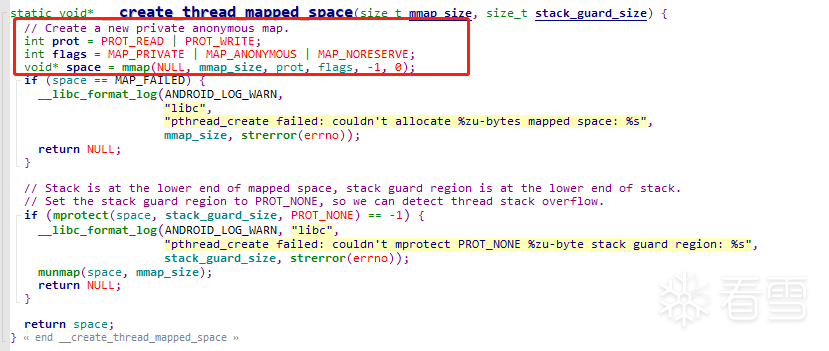 static void* __create_thread_mapped_space(size_t mmap_size, size_t stack_guard_size) {
// Create a new private anonymous map.
int prot = PROT_READ | PROT_WRITE;
int flags = MAP_PRIVATE | MAP_ANONYMOUS | MAP_NORESERVE;
void* space = mmap(NULL, mmap_size, prot, flags, -1, 0);
if (space == MAP_FAILED) {
__libc_format_log(ANDROID_LOG_WARN,
"libc",
"pthread_create failed: couldn't allocate %zu-bytes mapped space: %s",
mmap_size, strerror(errno));
return NULL;
}
// Stack is at the lower end of mapped space, stack guard region is at the lower end of stack.
// Set the stack guard region to PROT_NONE, so we can detect thread stack overflow.
if (mprotect(space, stack_guard_size, PROT_NONE) == -1) {
__libc_format_log(ANDROID_LOG_WARN, "libc",
"pthread_create failed: couldn't mprotect PROT_NONE %zu-byte stack guard region: %s",
stack_guard_size, strerror(errno));
munmap(space, mmap_size);
return NULL;
}
return space;
} « end __create_thread_mapped_space »
看雪